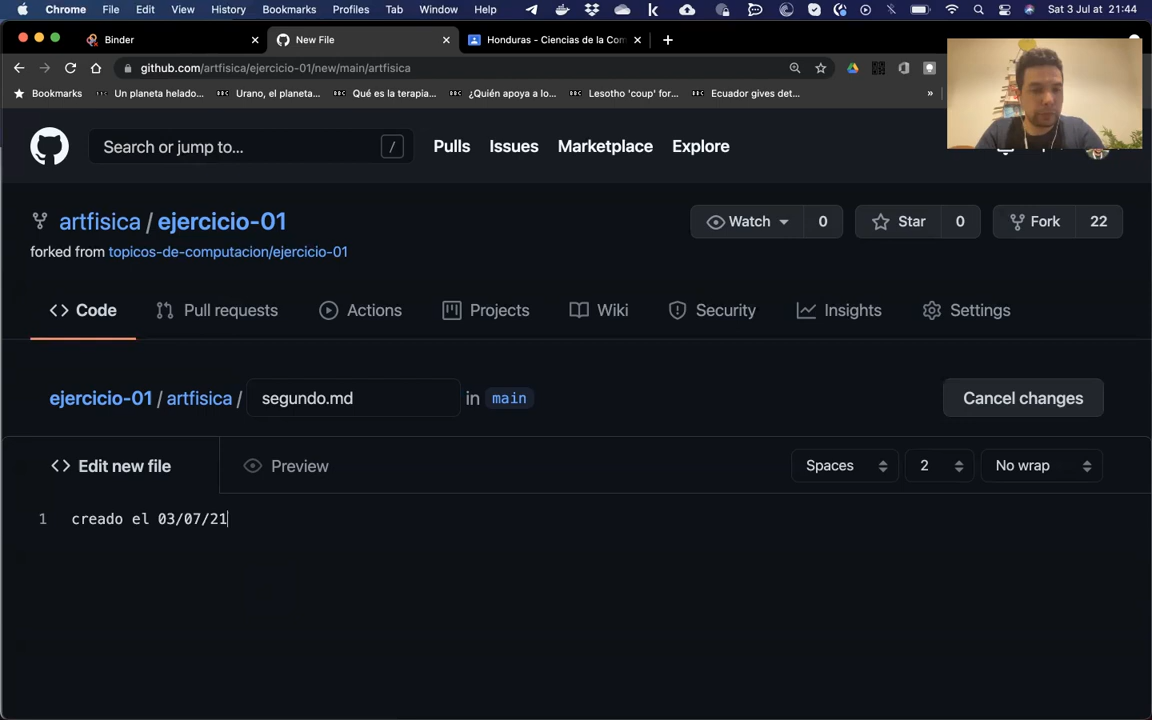 Chrome File Edit View History Bookmarks Profiles Tab Window Help Sat 3 Jul at 21:44
Binder New File Honduras - Ciencias de la Com
github.com/artfisica/ejercicio-01/new/main/artfisica
Bookmarks Un planeta helado... Urano, el planeta... Qué es la terapia... ¿Quién apoya a lo... Lesotho 'coup' for... Ecuador gives det... »
Search or jump to... / Pulls Issues Marketplace Explore
artfisica / ejercicio-01 Watch 0 Star 0 Fork 22
forked from topicos-de-computacion/ejercicio-01
Code Pull requests Actions Projects Wiki Security Insights Settings
ejercicio-01 / artfisica / segundo.md in main Cancel changes
Edit new file Preview Spaces 2 No wrap
1 creado el 03/07/21